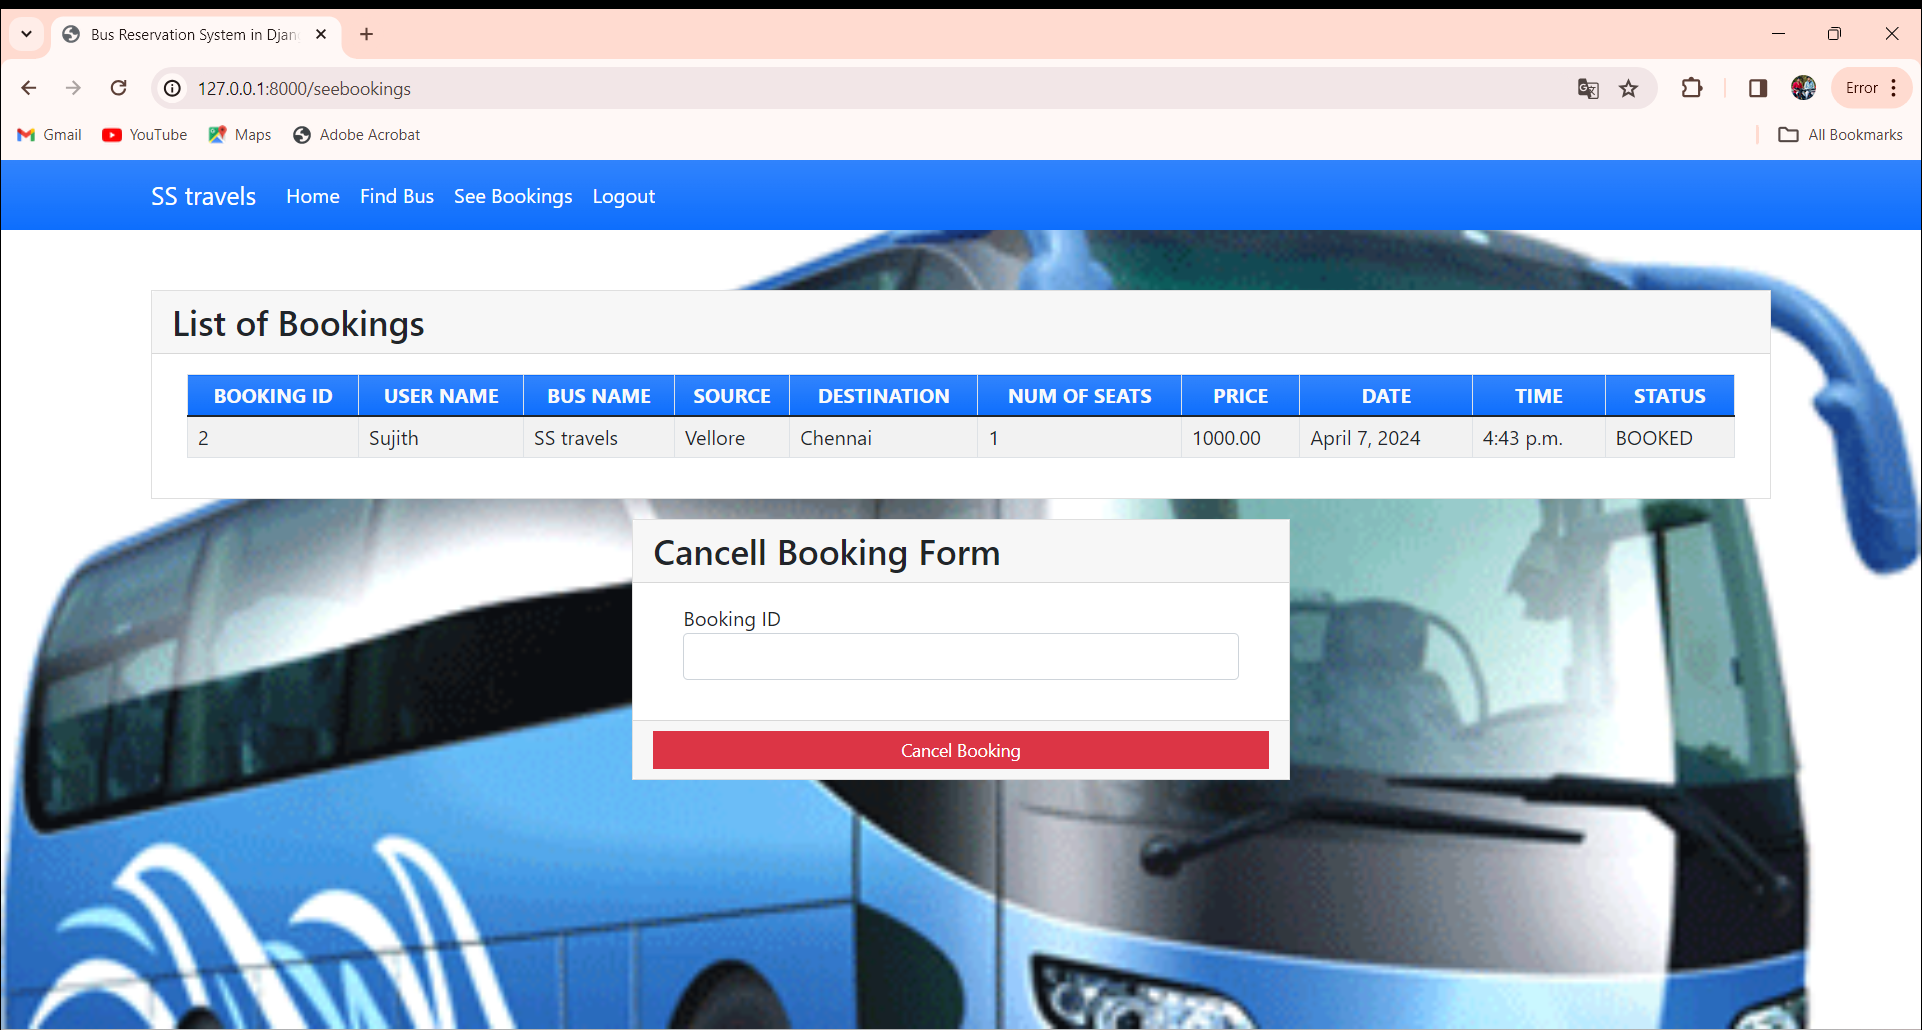 Bus Reservation System in Djan
127.0.0.1:8000/seebookings
Error
Gmail YouTube Maps Adobe Acrobat All Bookmarks
SS travels Home Find Bus See Bookings Logout
List of Bookings
BOOKING ID USER NAME BUS NAME SOURCE DESTINATION NUM OF SEATS PRICE DATE TIME STATUS
2 Sujith SS travels Vellore Chennai 1 1000.00 April 7, 2024 4:43 p.m. BOOKED
Cancell Booking Form
Booking ID
Cancel Booking